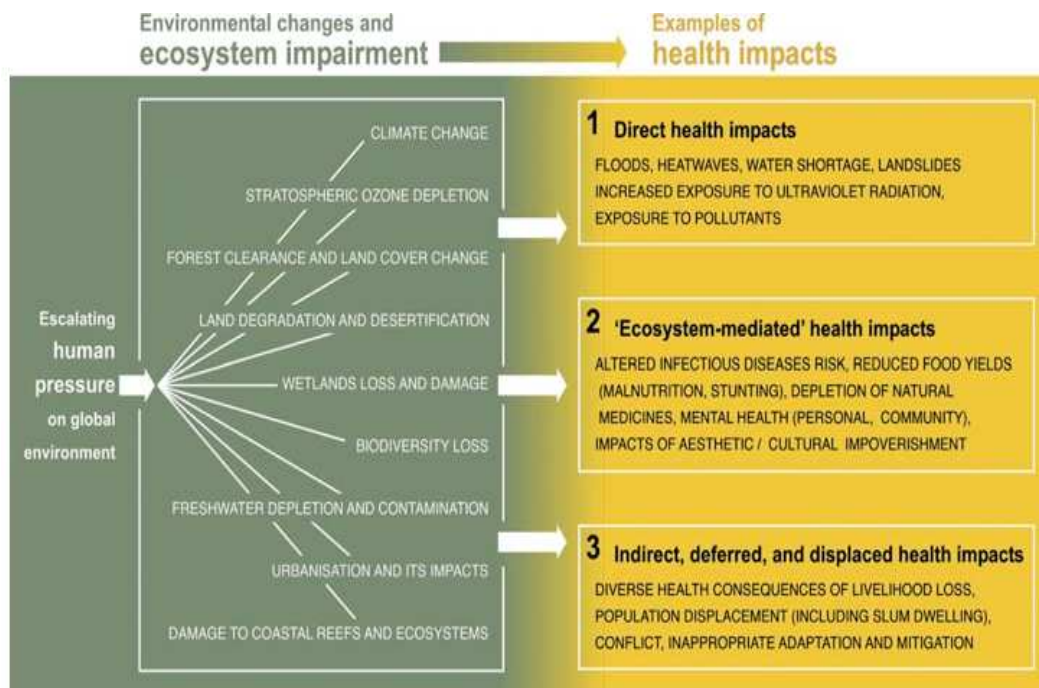 Environmental changes and
ecosystem impairment
Examples of
health impacts
Escalating
human
pressure
on global
environment
CLIMATE CHANGE
STRATOSPHERIC OZONE DEPLETION
FOREST CLEARANCE AND LAND COVER CHANGE
LAND DEGRADATION AND DESERTIFICATION
WETLANDS LOSS AND DAMAGE
BIODIVERSITY LOSS
FRESHWATER DEPLETION AND CONTAMINATION
URBANISATION AND ITS IMPACTS
DAMAGE TO COASTAL REEFS AND ECOSYSTEMS
1 Direct health impacts
FLOODS, HEATWAVES, WATER SHORTAGE, LANDSLIDES
INCREASED EXPOSURE TO ULTRAVIOLET RADIATION,
EXPOSURE TO POLLUTANTS
2 ‘Ecosystem-mediated’ health impacts
ALTERED INFECTIOUS DISEASES RISK, REDUCED FOOD YIELDS
(MALNUTRITION, STUNTING), DEPLETION OF NATURAL
MEDICINES, MENTAL HEALTH (PERSONAL, COMMUNITY),
IMPACTS OF AESTHETIC / CULTURAL IMPOVERISHMENT
3 Indirect, deferred, and displaced health impacts
DIVERSE HEALTH CONSEQUENCES OF LIVELIHOOD LOSS,
POPULATION DISPLACEMENT (INCLUDING SLUM DWELLING),
CONFLICT, INAPPROPRIATE ADAPTATION AND MITIGATION